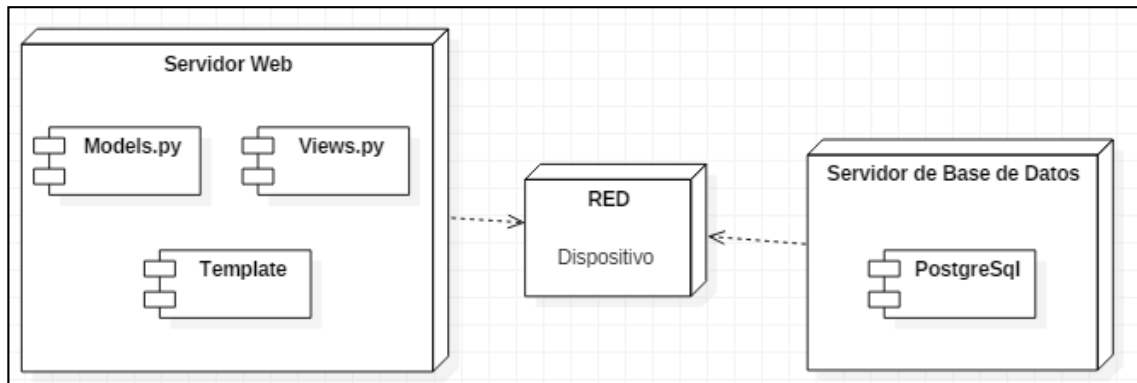 Servidor Web
Models.py
Views.py
Template
RED
Dispositivo
Servidor de Base de Datos
PostgreSql